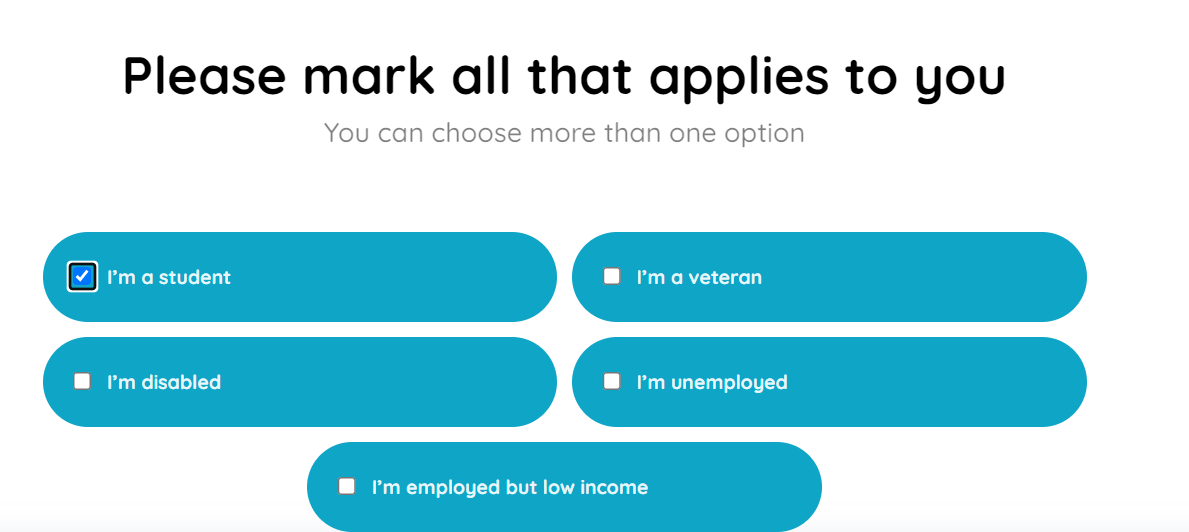 Please mark all that applies to you
You can choose more than one option
I’m a student
I’m a veteran
I’m disabled
I’m unemployed
I’m employed but low income